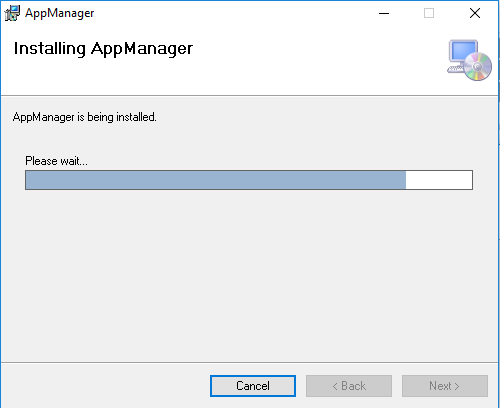 AppManager
Installing AppManager
AppManager is being installed.
Please wait...
Cancel
< Back
Next >